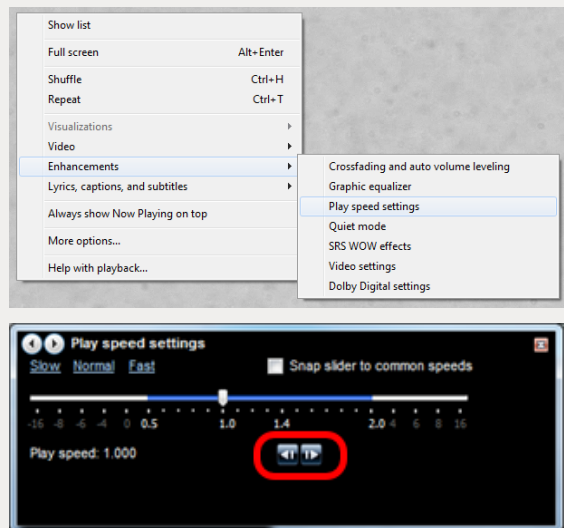 Show list
Full screen Alt+Enter
Shuffle Ctrl+H
Repeat Ctrl+T
Visualizations
Video
Enhancements
Lyrics, captions, and subtitles
Always show Now Playing on top
More options...
Help with playback...
Crossfading and auto volume leveling
Graphic equalizer
Play speed settings
Quiet mode
SRS WOW effects
Video settings
Dolby Digital settings
Play speed settings
Slow Normal Fast Snap slider to common speeds
-16 -8 -6 -4 0 0.5 1.0 1.4 2.0 4 6 8 16
Play speed: 1.000